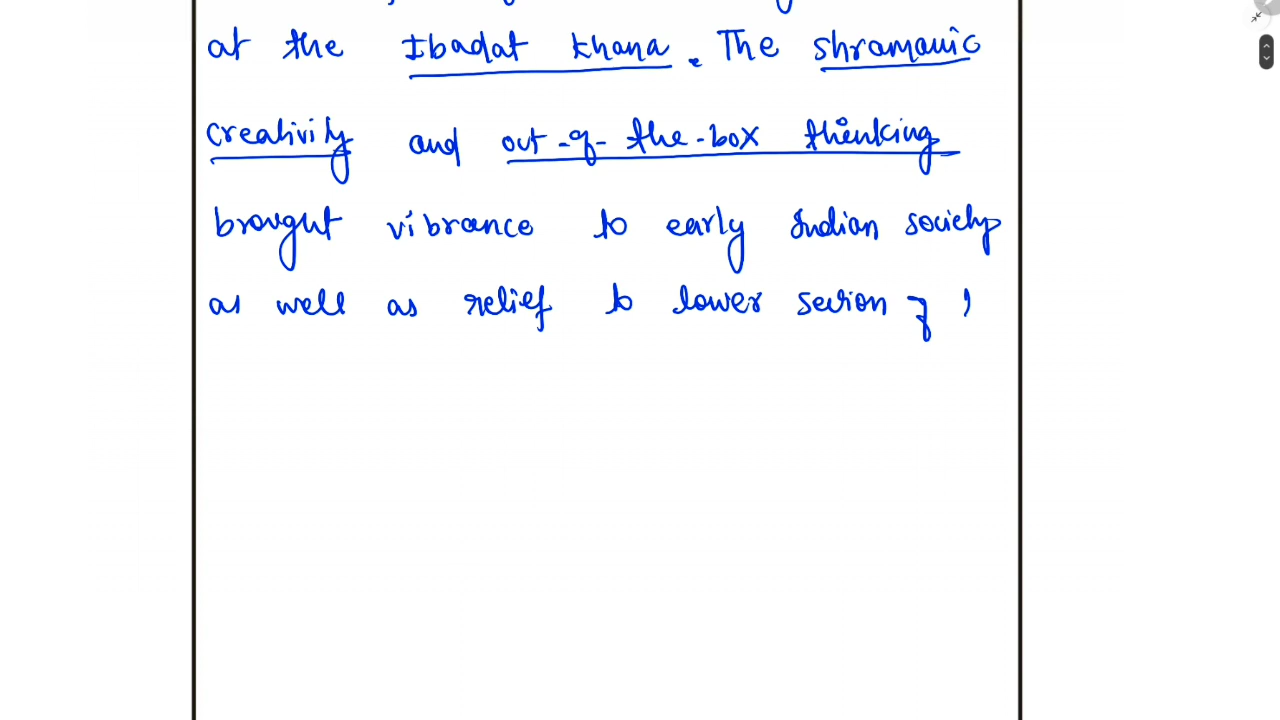 at the Ibadat khana. The shramanic
creativity and out-of-the-box thinking
brought vibrance to early Indian society
as well as relief to lower section of